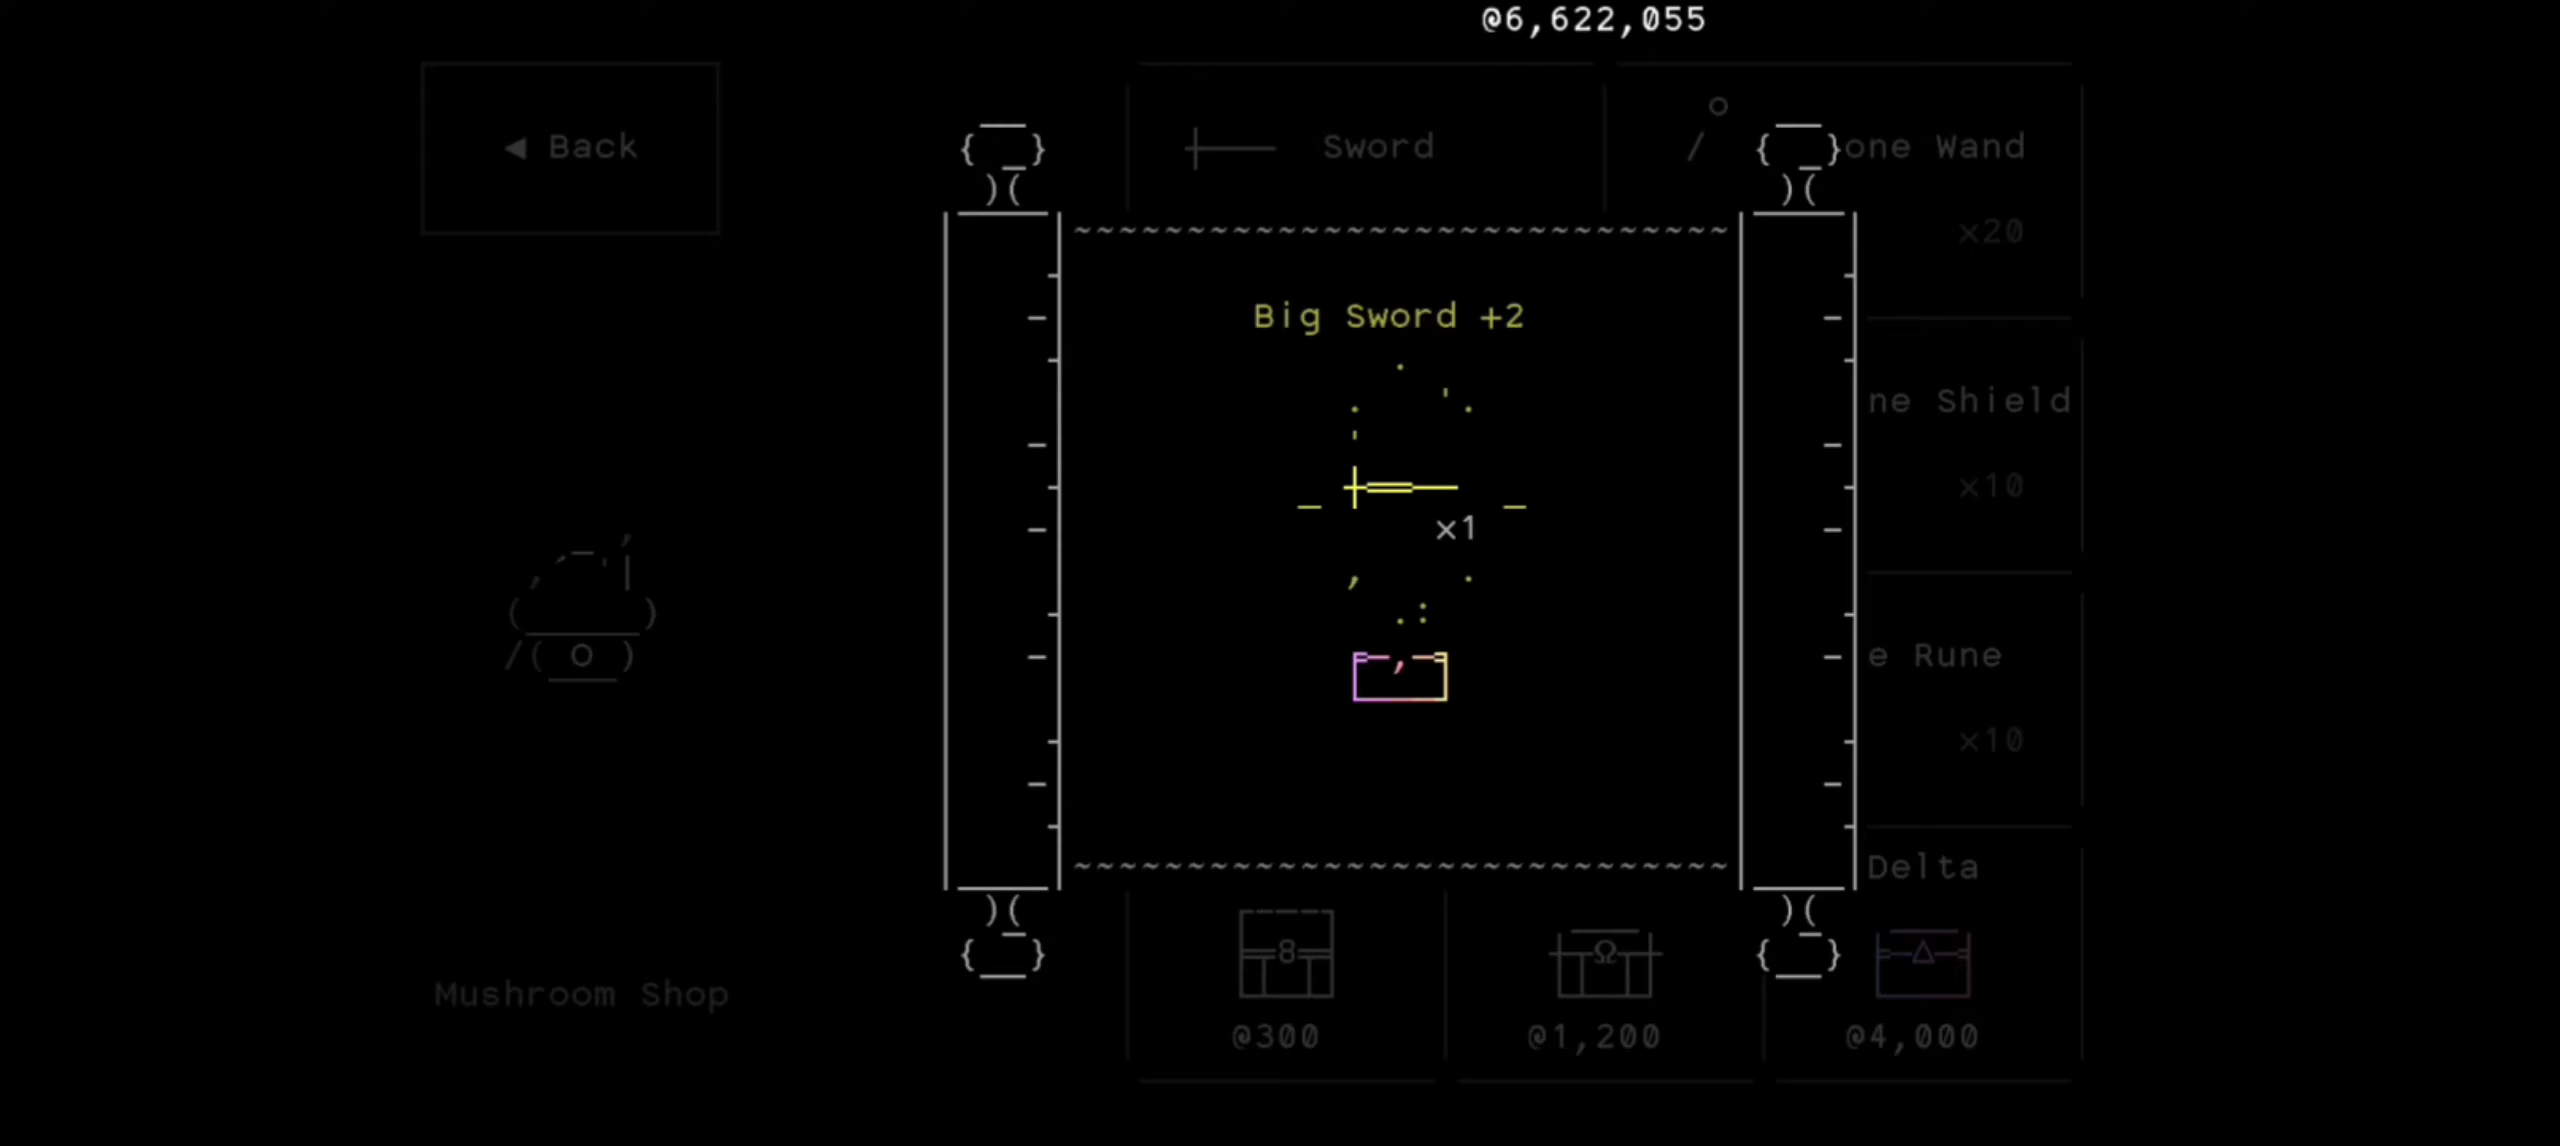 @6,622,055
◀ Back
Sword
one Wand
×20
Big Sword +2
ne Shield
×10
×1
e Rune
×10
Delta
8
Ω
△
Mushroom Shop
@300
@1,200
@4,000